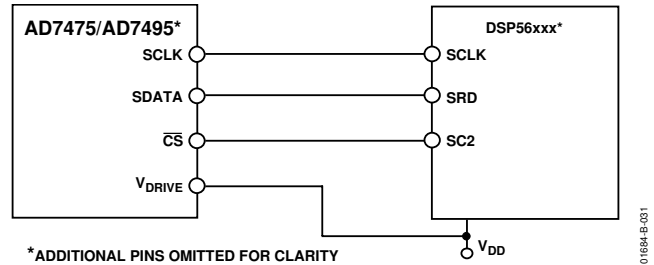 AD7475/AD7495*
DSP56xxx*
SCLK
SCLK
SDATA
SRD
CS
SC2
VDRIVE
VDD
*ADDITIONAL PINS OMITTED FOR CLARITY
01684-B-031